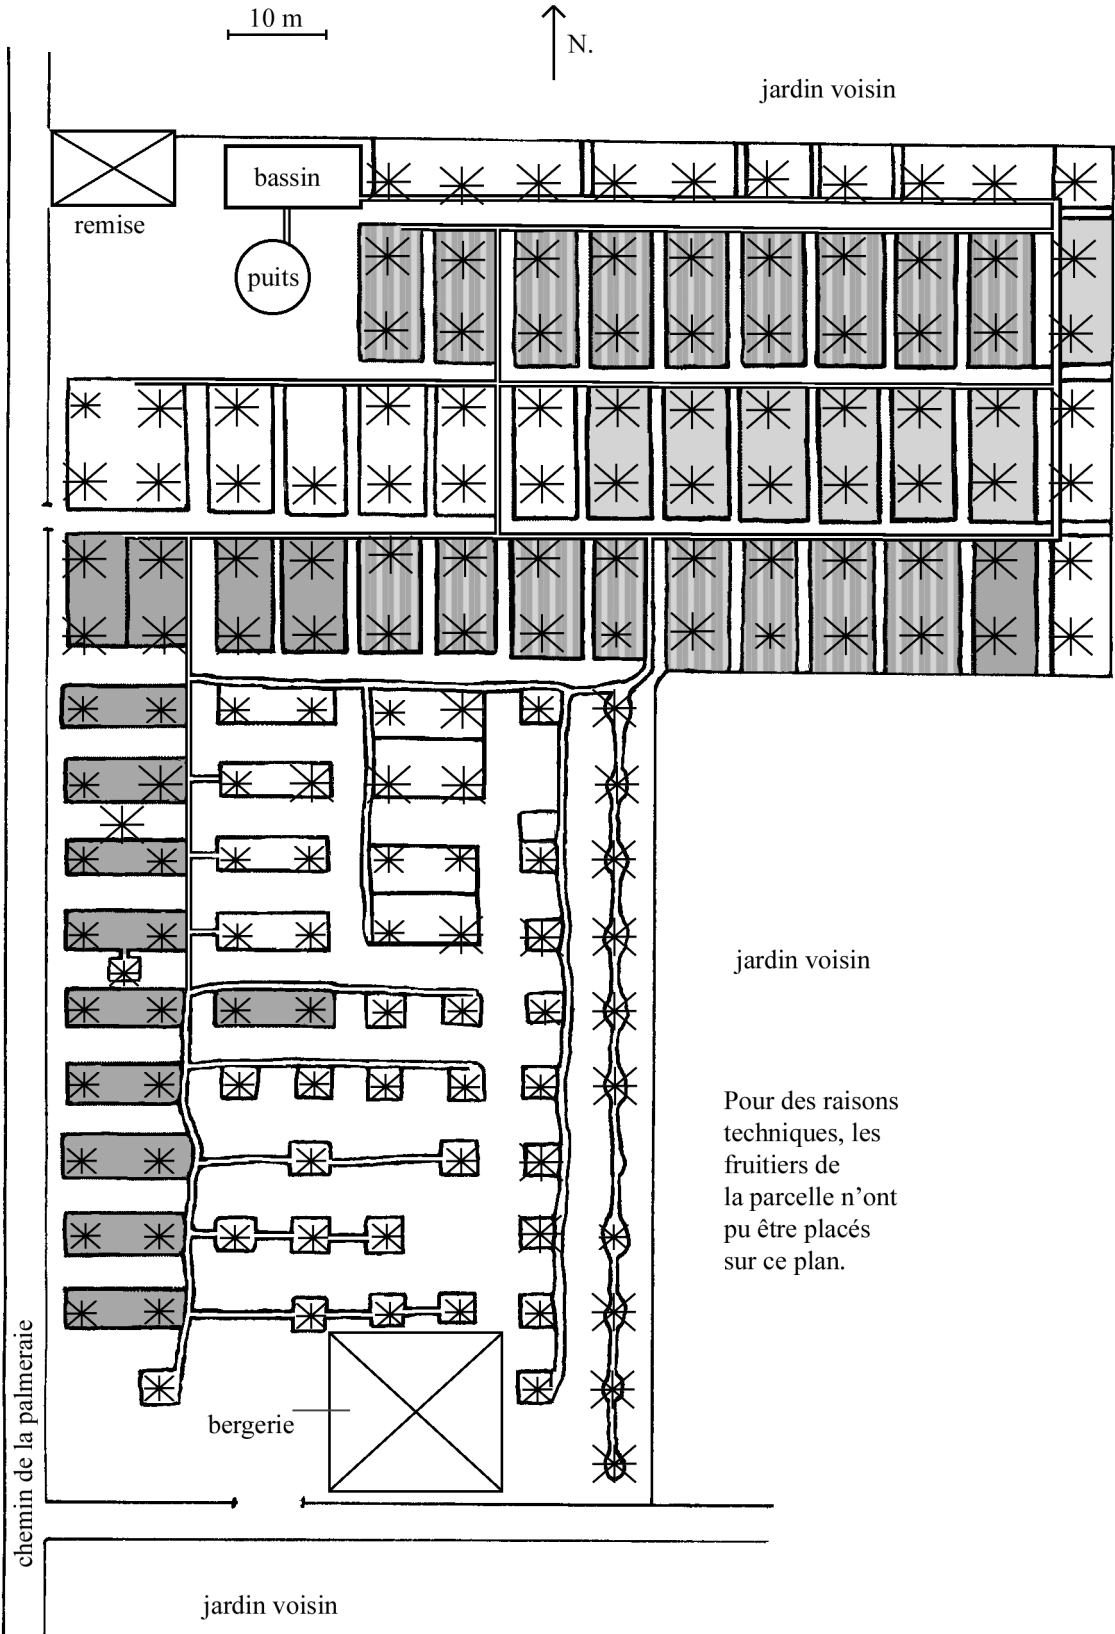 10 m
N.
jardin voisin
bassin
remise
puits
jardin voisin
Pour des raisons
techniques, les
fruitiers de
la parcelle n’ont
pu être placés
sur ce plan.
chemin de la palmeraie
bergerie
jardin voisin